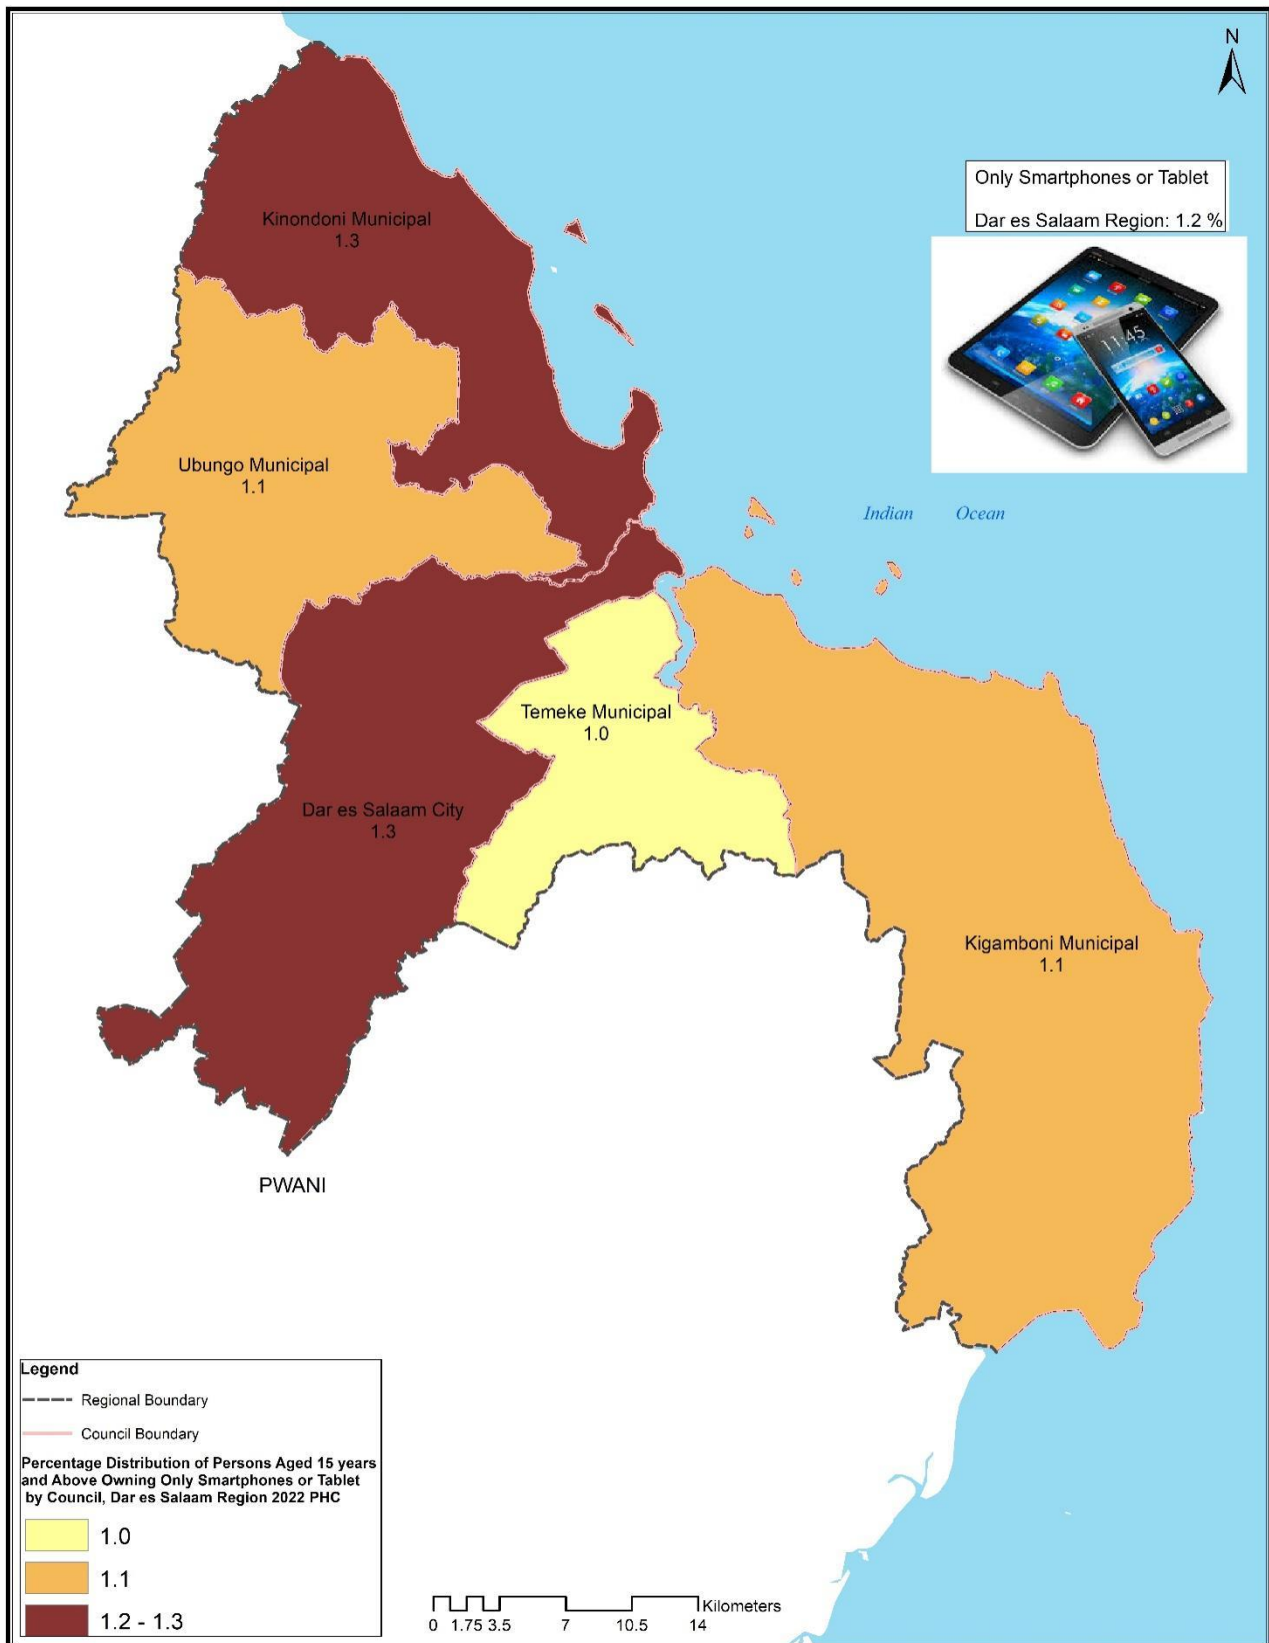 N
Only Smartphones or Tablet
Dar es Salaam Region: 1.2 %
11:45
Kinondoni Municipal
1.3
Ubungo Municipal
1.1
Indian Ocean
Temeke Municipal
1.0
Dar es Salaam City
1.3
Kigamboni Municipal
1.1
PWANI
Legend
Regional Boundary
Council Boundary
Percentage Distribution of Persons Aged 15 years
and Above Owning Only Smartphones or Tablet
by Council, Dar es Salaam Region 2022 PHC
1.0
1.1
1.2 - 1.3
Kilometers
0 1.75 3.5 7 10.5 14